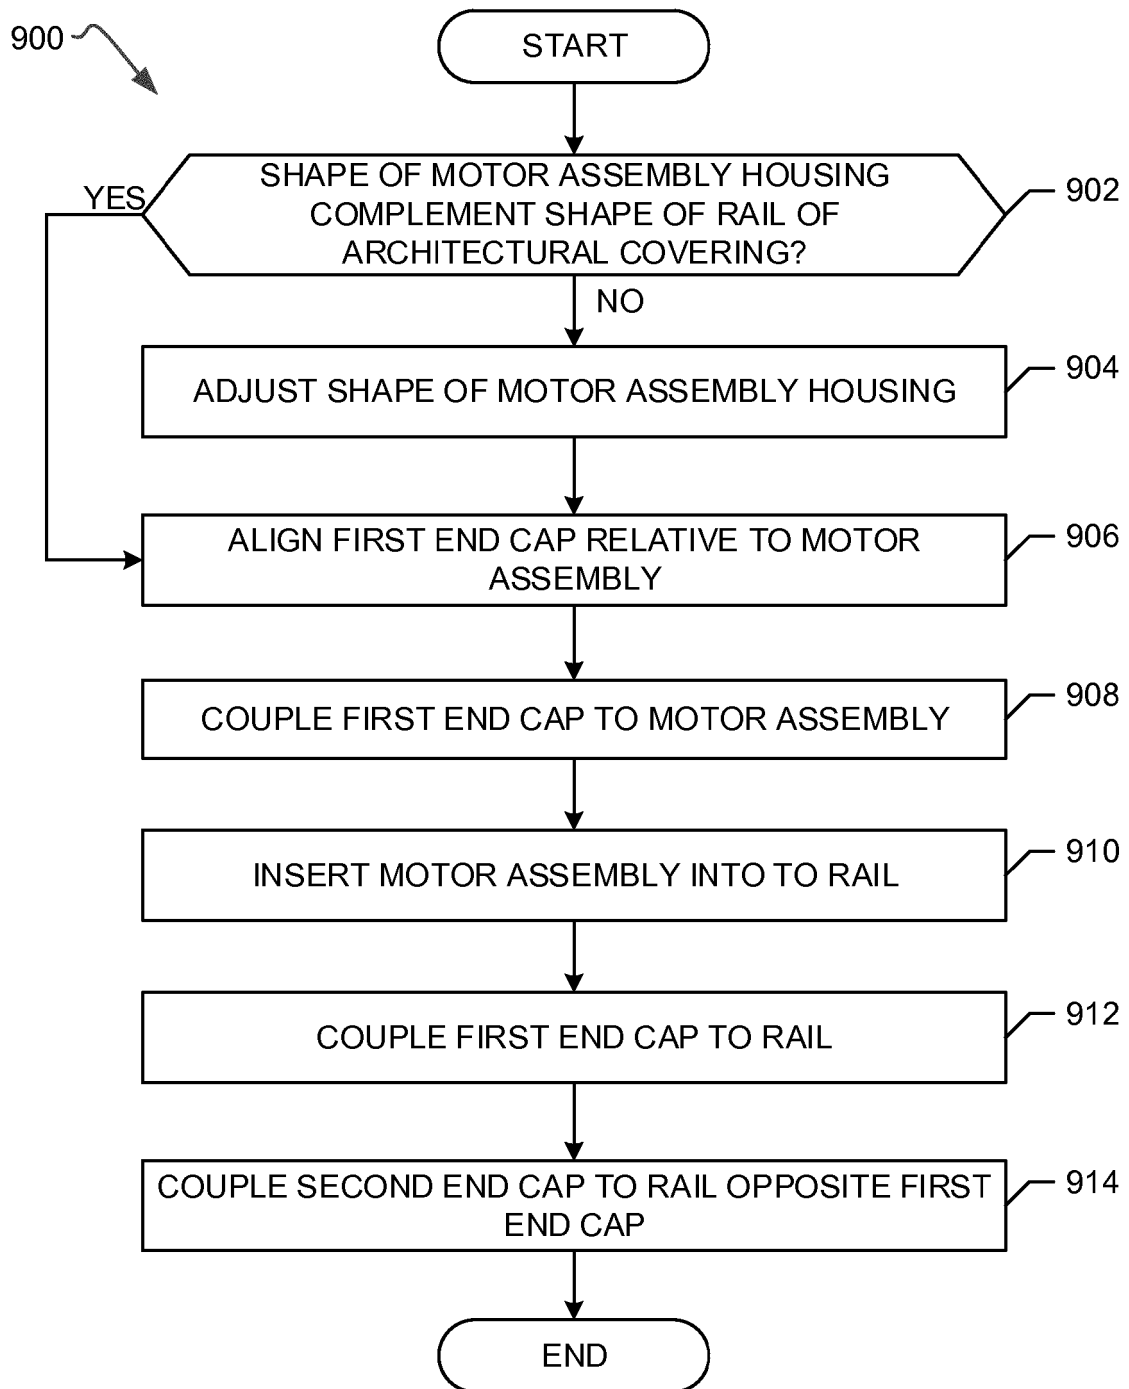 900
START
YES
SHAPE OF MOTOR ASSEMBLY HOUSING
COMPLEMENT SHAPE OF RAIL OF
ARCHITECTURAL COVERING?
902
NO
ADJUST SHAPE OF MOTOR ASSEMBLY HOUSING
904
ALIGN FIRST END CAP RELATIVE TO MOTOR
ASSEMBLY
906
COUPLE FIRST END CAP TO MOTOR ASSEMBLY
908
INSERT MOTOR ASSEMBLY INTO TO RAIL
910
COUPLE FIRST END CAP TO RAIL
912
COUPLE SECOND END CAP TO RAIL OPPOSITE FIRST
END CAP
914
END